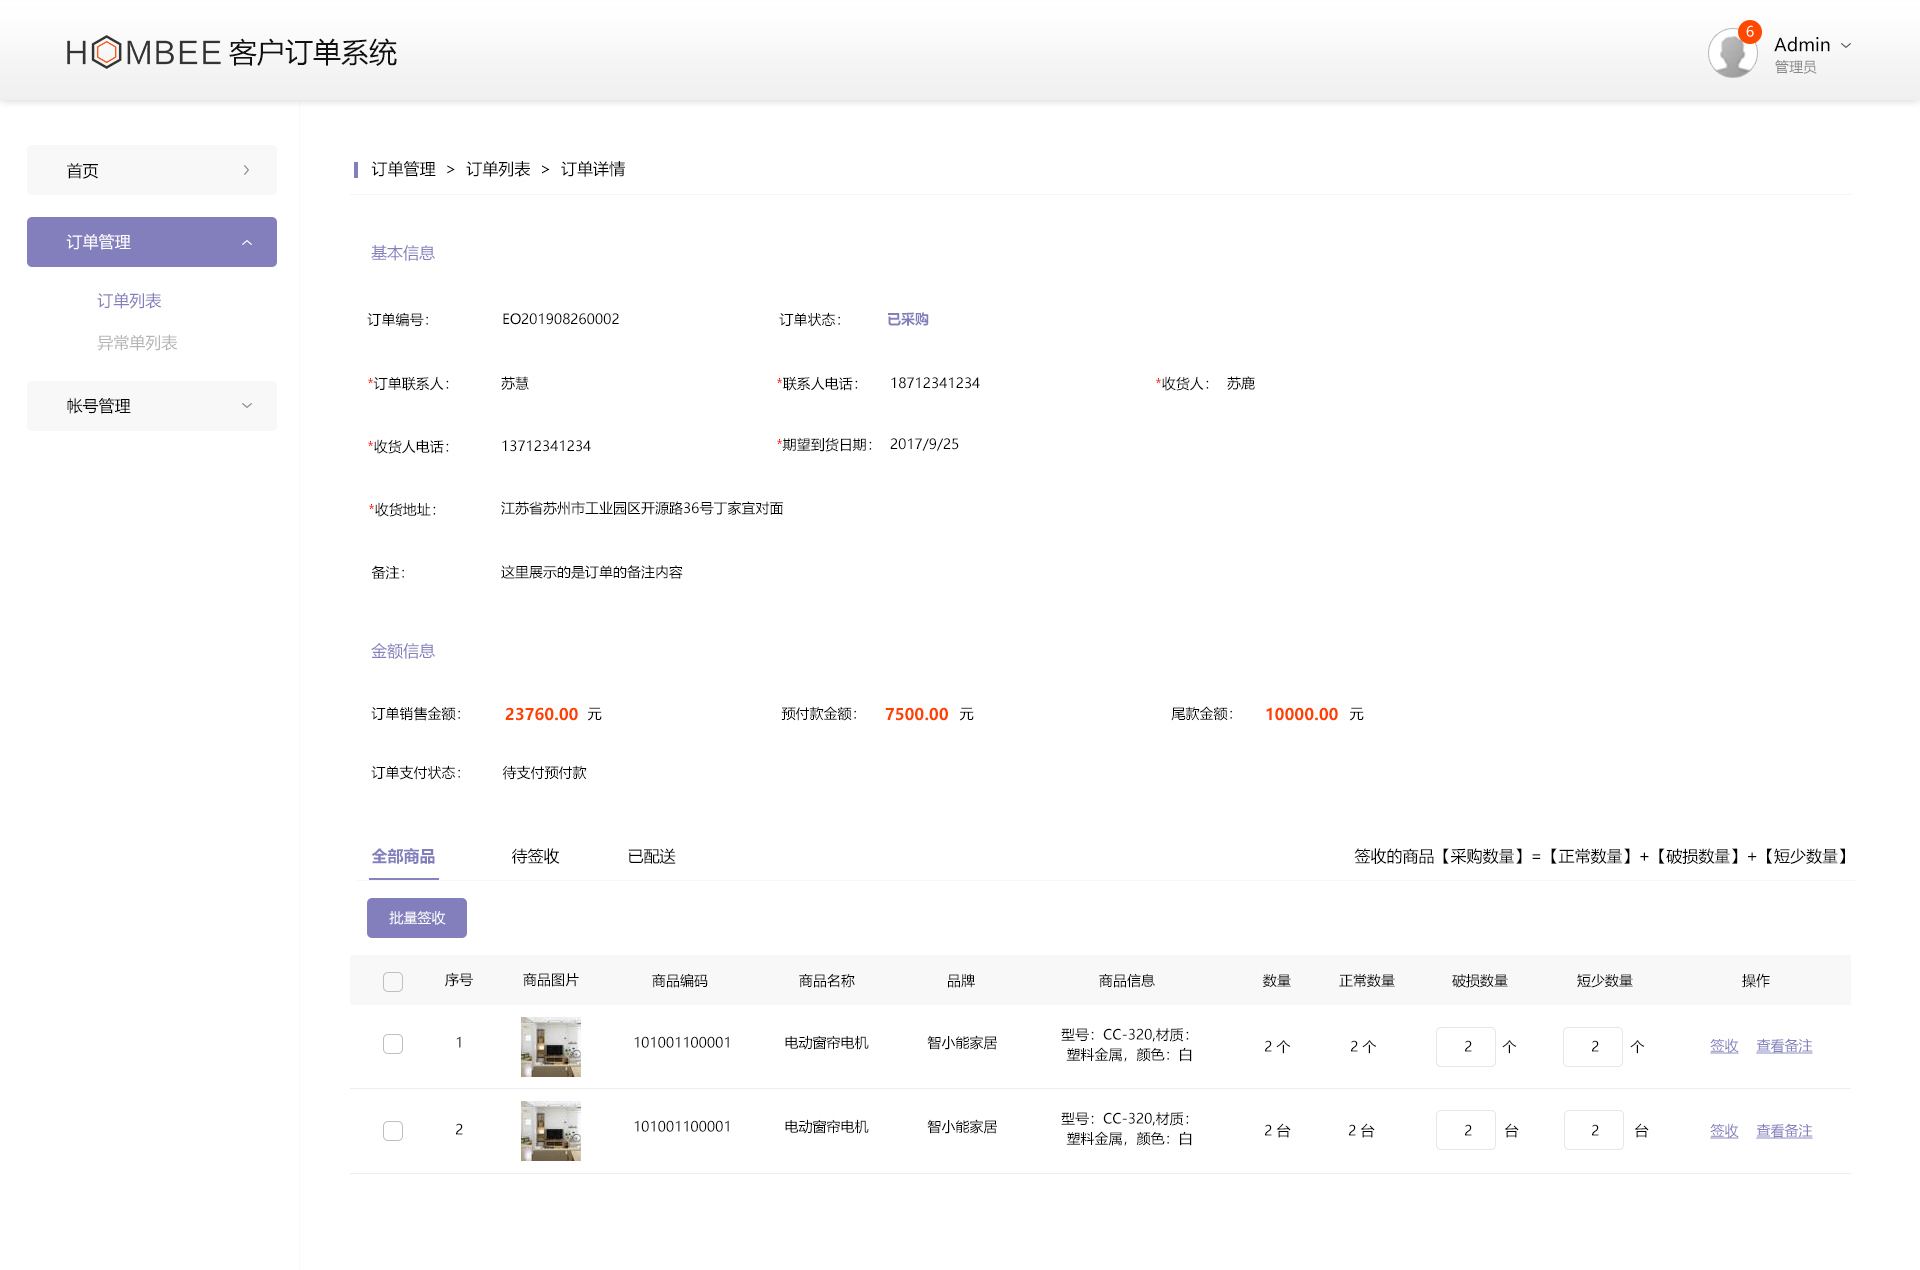 HOMBEE 客户订单系统
6
Admin
管理员
首页
订单管理
订单列表
异常单列表
帐号管理
订单管理 > 订单列表 > 订单详情
基本信息
订单编号： EO201908260002 订单状态： 已采购
*订单联系人： 苏慧 *联系人电话： 18712341234 *收货人： 苏鹿
*收货人电话： 13712341234 *期望到货日期： 2017/9/25
*收货地址： 江苏省苏州市工业园区开源路36号丁家宜对面
备注： 这里展示的是订单的备注内容
金额信息
订单销售金额： 23760.00 元 预付款金额： 7500.00 元 尾款金额： 10000.00 元
订单支付状态： 待支付预付款
全部商品 待签收 已配送 签收的商品【采购数量】=【正常数量】+【破损数量】+【短少数量】
批量签收
序号 商品图片 商品编码 商品名称 品牌 商品信息 数量 正常数量 破损数量 短少数量 操作
1 101001100001 电动窗帘电机 智小能家居 型号：CC-320,材质： 2 个 2 个 2 个 2 个 签收 查看备注
塑料金属，颜色：白
2 101001100001 电动窗帘电机 智小能家居 型号：CC-320,材质： 2 台 2 台 2 台 2 台 签收 查看备注
塑料金属，颜色：白